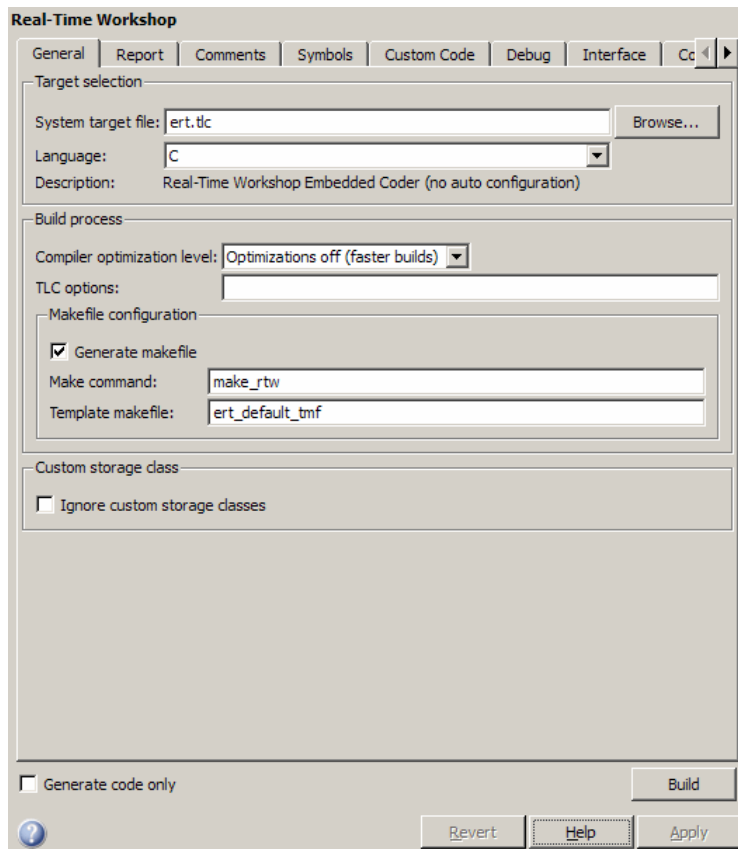 Real-Time Workshop
General Report Comments Symbols Custom Code Debug Interface
Target selection
System target file: ert.tlc Browse...
Language: C
Description: Real-Time Workshop Embedded Coder (no auto configuration)
Build process
Compiler optimization level: Optimizations off (faster builds)
TLC options:
Makefile configuration
Generate makefile
Make command: make_rtw
Template makefile: ert_default_tmf
Custom storage class
Ignore custom storage classes
Generate code only Build
Revert Help Apply